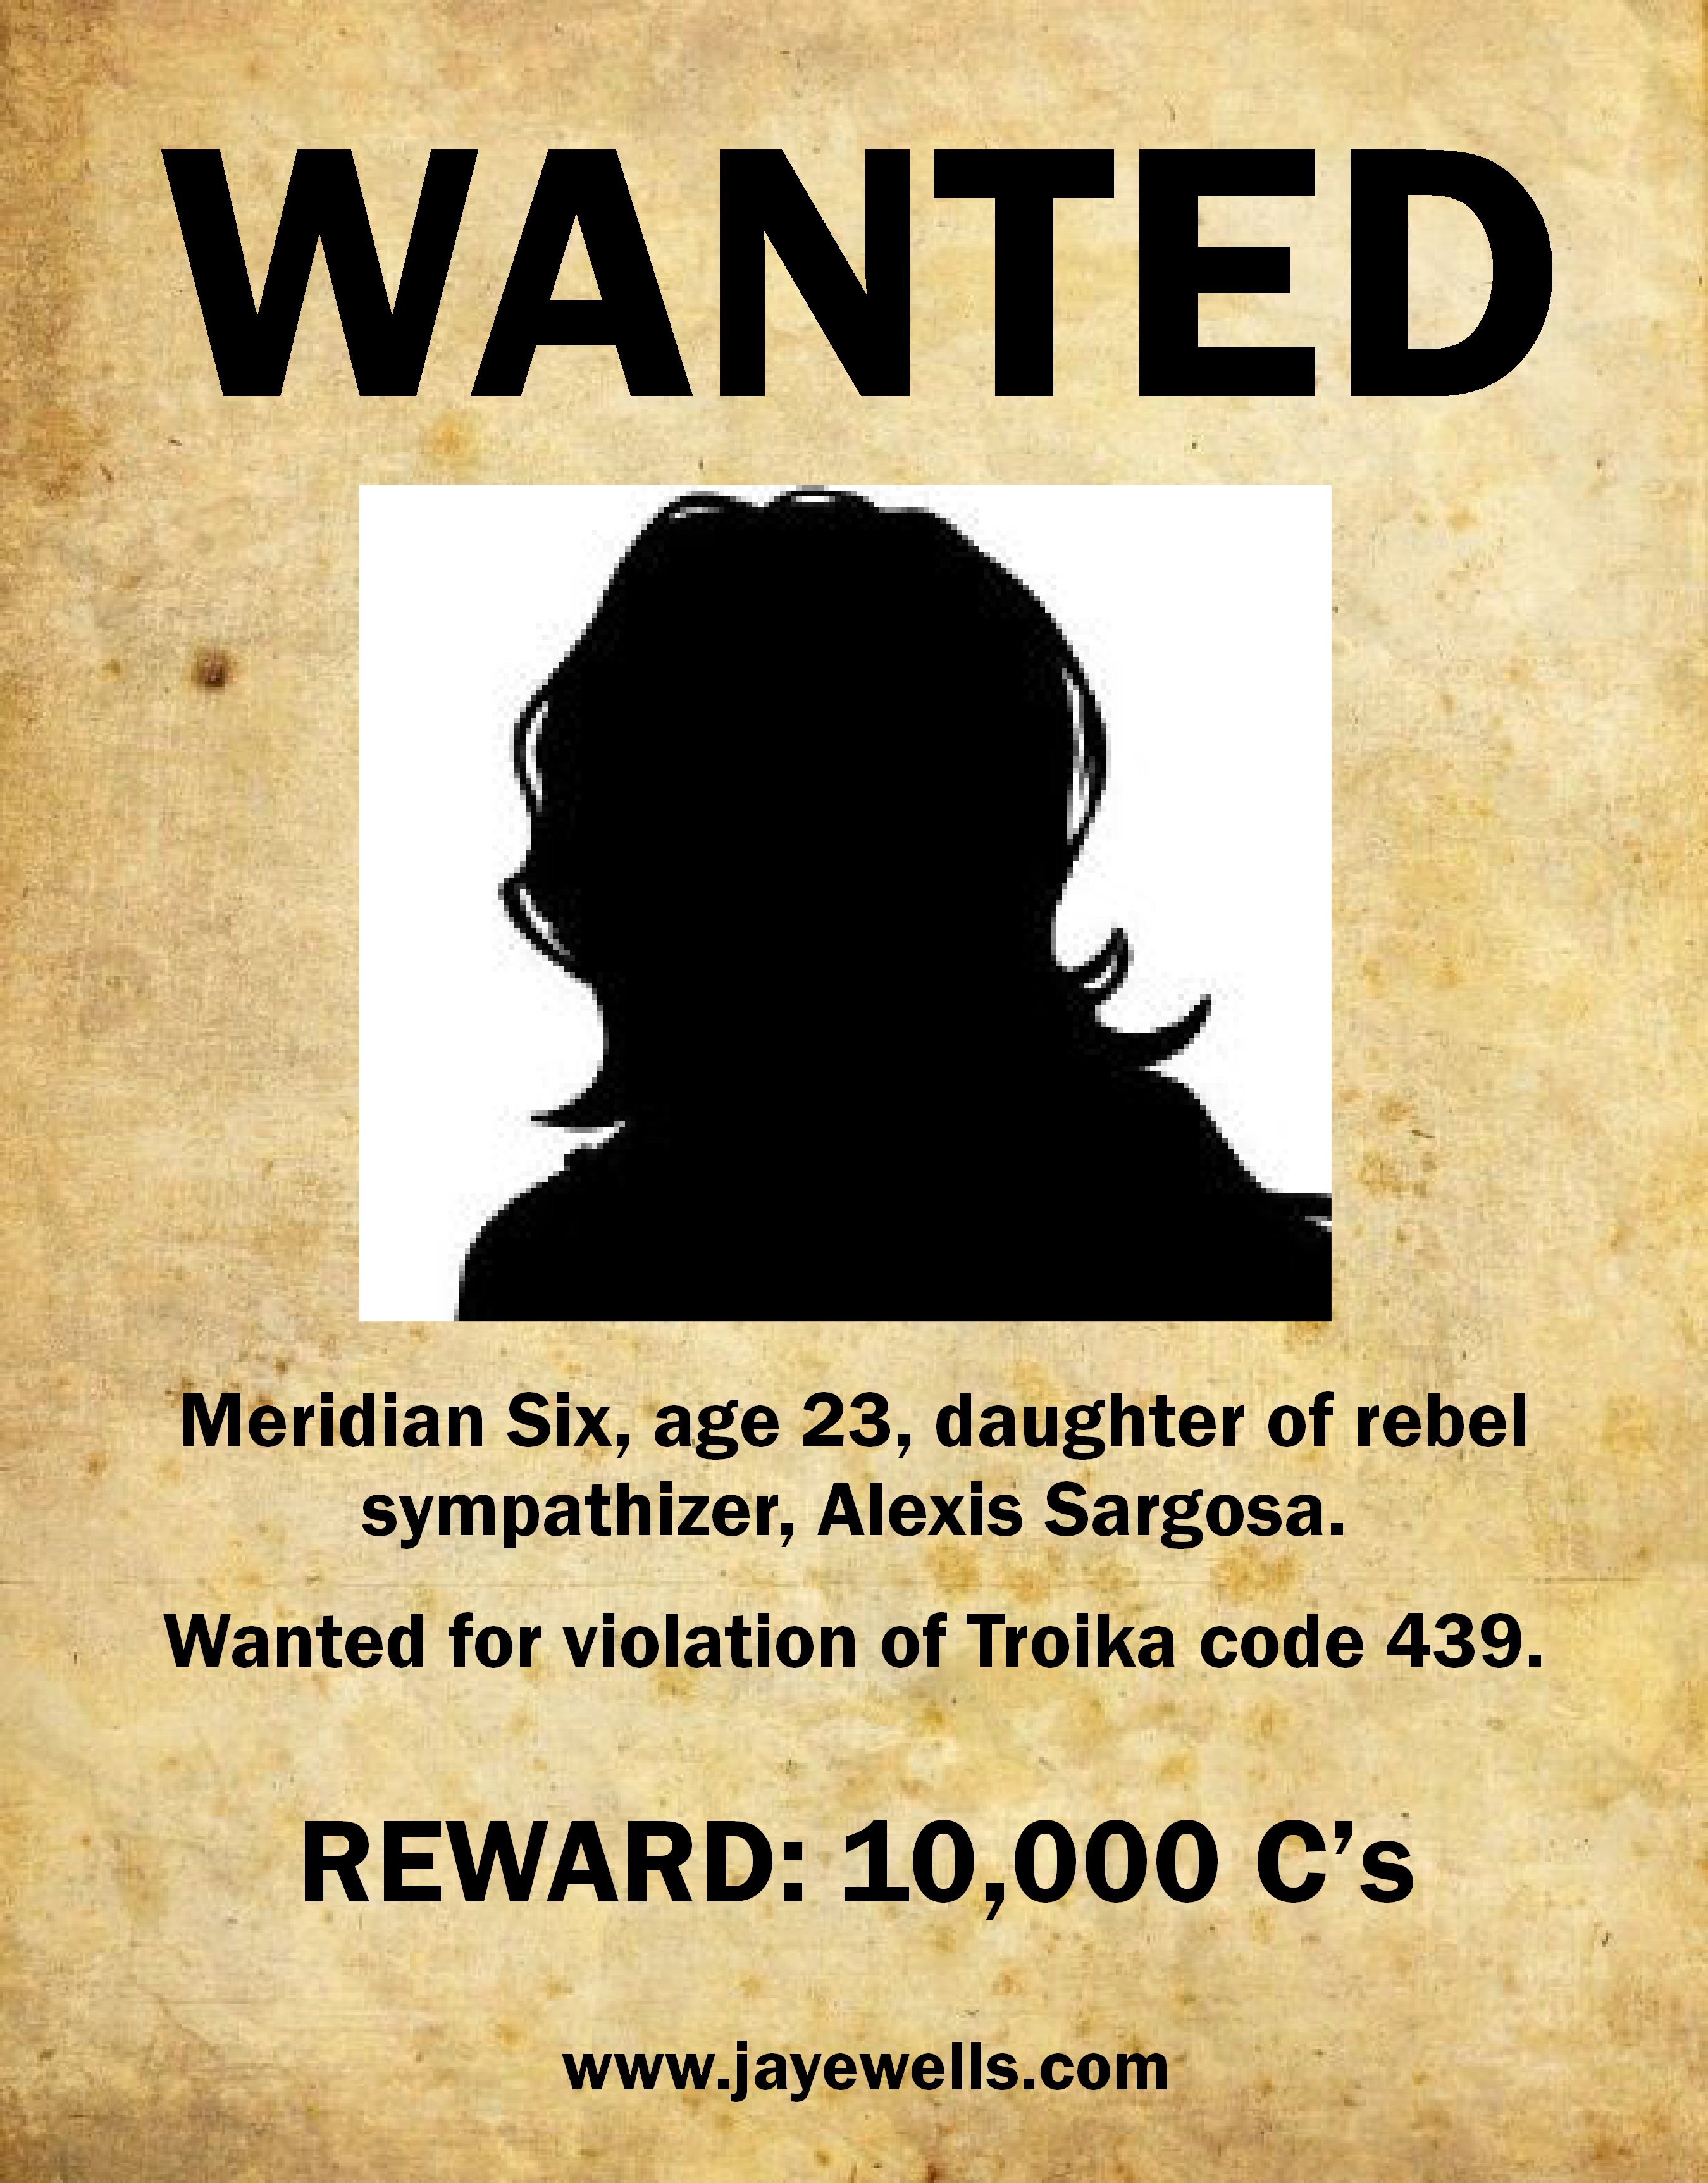 WANTED
Meridian Six, age 23, daughter of rebel
sympathizer, Alexis Sargosa.
Wanted for violation of Troika code 439.
REWARD: 10,000 C’s
www.jayewells.com